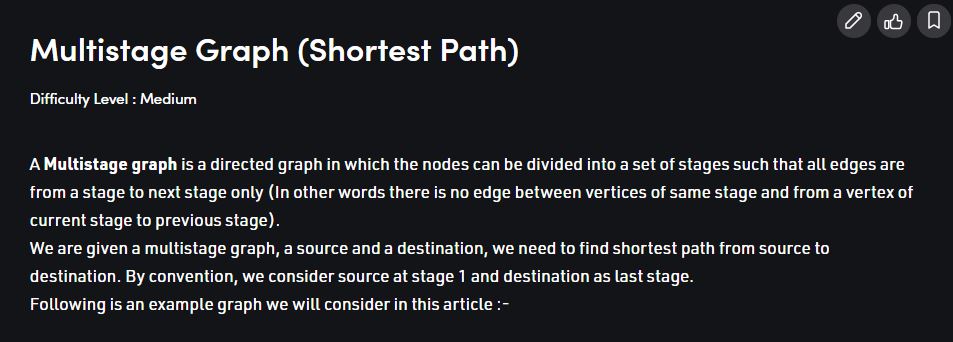 Multistage Graph (Shortest Path)
Difficulty Level : Medium
A Multistage graph is a directed graph in which the nodes can be divided into a set of stages such that all edges are
from a stage to next stage only (In other words there is no edge between vertices of same stage and from a vertex of
current stage to previous stage).
We are given a multistage graph, a source and a destination, we need to find shortest path from source to
destination. By convention, we consider source at stage 1 and destination as last stage.
Following is an example graph we will consider in this article :-